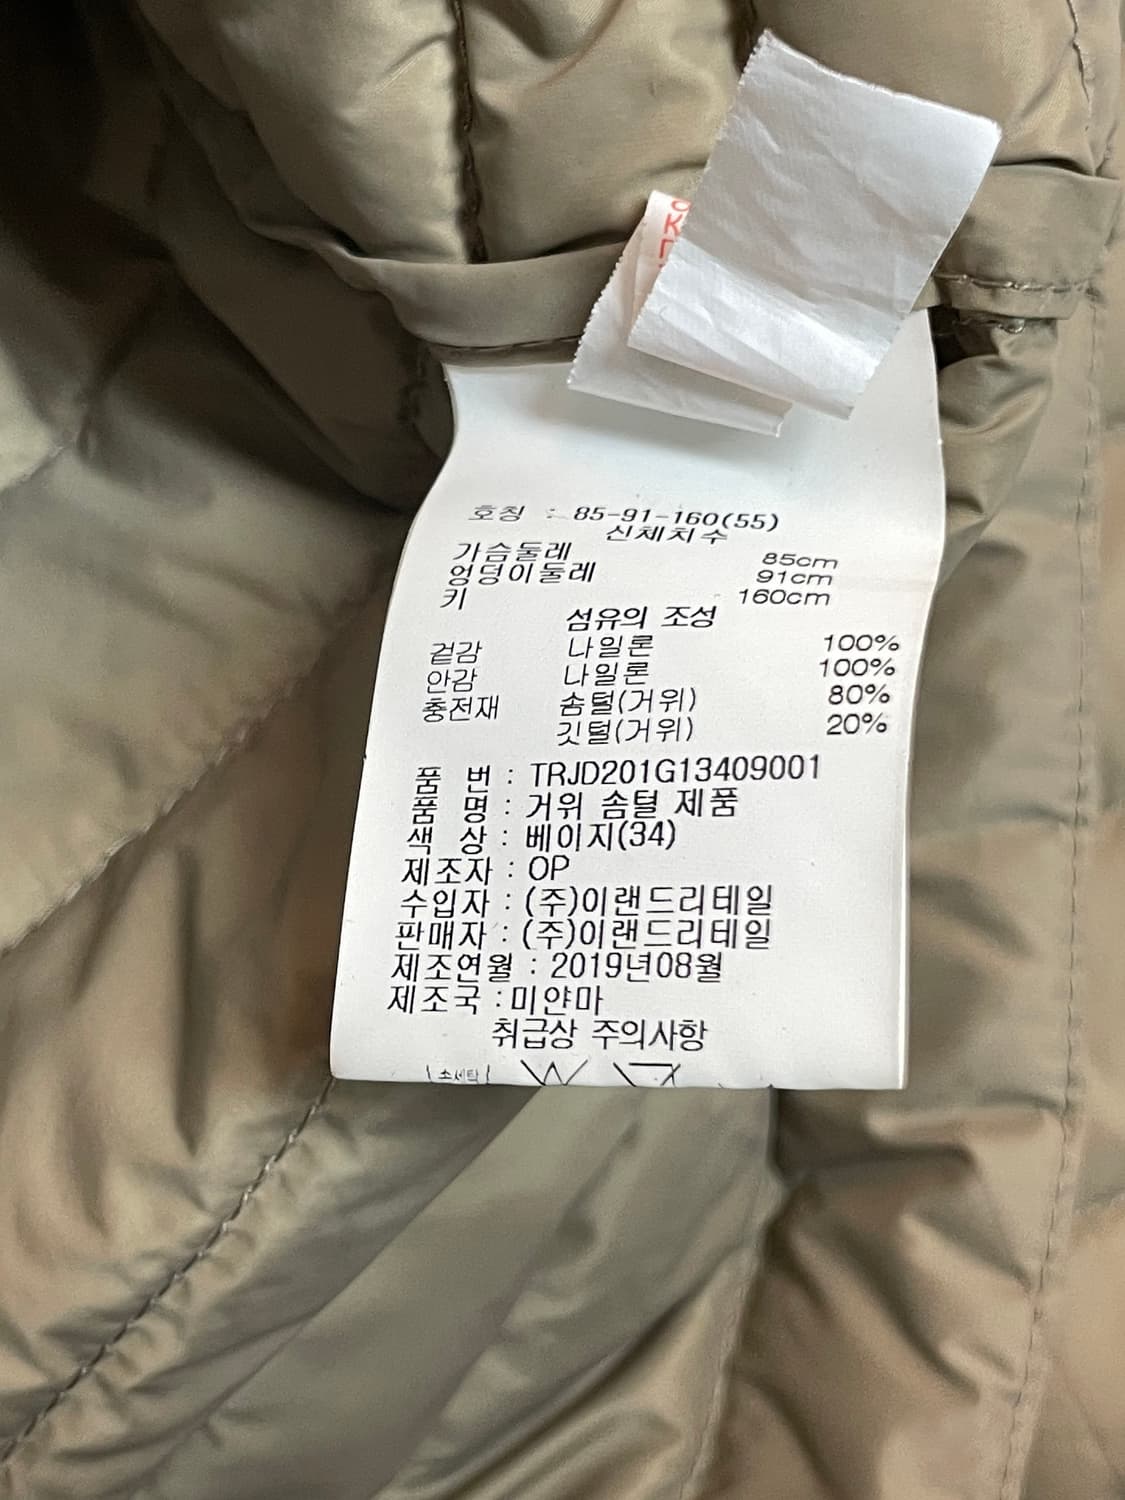 호칭 : 85-91-160(55)
신체치수
가슴둘레 85cm
엉덩이둘레 91cm
키 160cm
섬유의 조성
겉감 나일론 100%
안감 나일론 100%
충전재 솜털(거위) 80%
깃털(거위) 20%
품 번 : TRJD201G13409001
품 명 : 거위 솜털 제품
색 상 : 베이지(34)
제조자 : OP
수입자 : (주)이랜드리테일
판매자 : (주)이랜드리테일
제조연월 : 2019년08월
제조국 : 미얀마
취급상 주의사항
손세탁